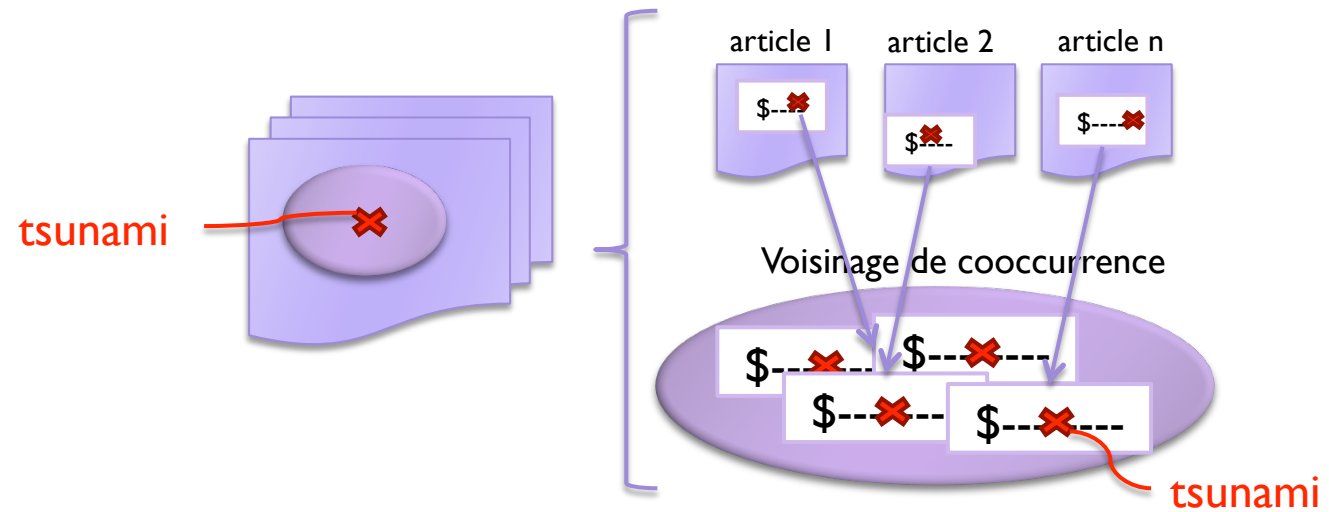 article 1
article 2
article n
$----
$----
$----
tsunami
Voisinage de cooccurrence
$-------
$-------
$-------
$-------
tsunami